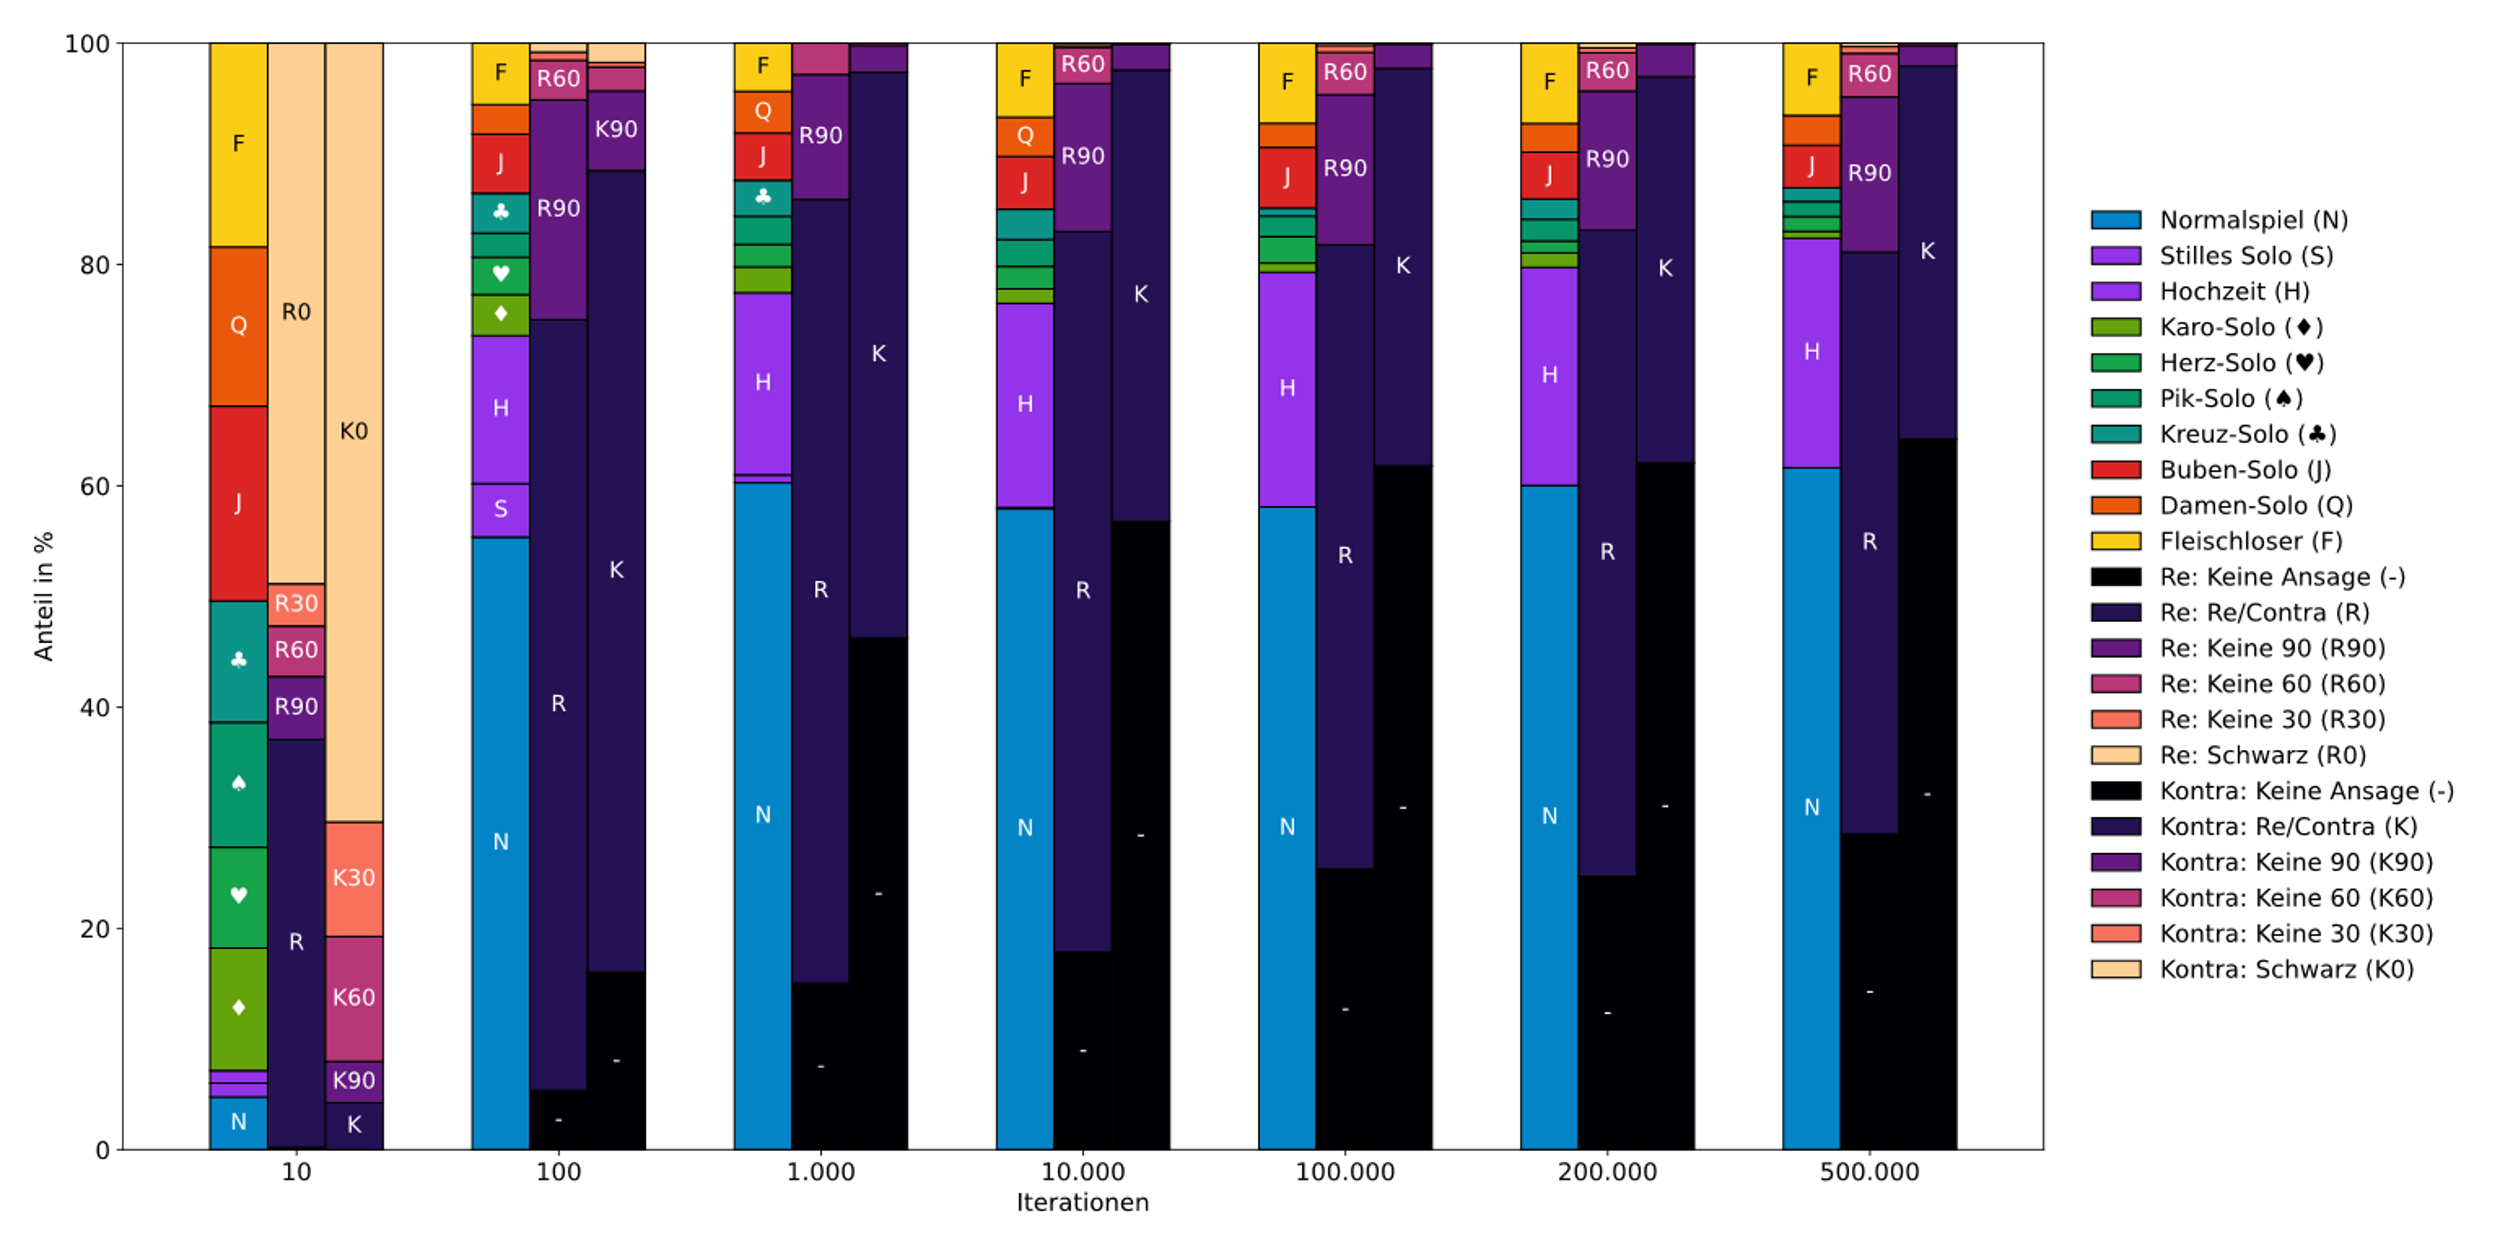 100
80
60
40
20
0
Anteil in %
F
Q
J
♣
♠
♥
♦
N
R0
R30
R60
R90
R
K0
K30
K60
K90
K
F
J
♣
♥
♦
H
S
N
R60
R90
R
-
K90
K
-
F
Q
J
♣
H
N
R90
R
-
K
-
F
Q
J
H
N
R60
R90
R
-
K
-
F
J
H
N
R60
R90
R
-
K
-
F
J
H
N
R60
R90
R
-
K
-
F
J
H
N
R60
R90
R
-
K
-
10 100 1.000 10.000 100.000 200.000 500.000
Iterationen
Normalspiel (N)
Stilles Solo (S)
Hochzeit (H)
Karo-Solo (♦)
Herz-Solo (♥)
Pik-Solo (♠)
Kreuz-Solo (♣)
Buben-Solo (J)
Damen-Solo (Q)
Fleischloser (F)
Re: Keine Ansage (-)
Re: Re/Contra (R)
Re: Keine 90 (R90)
Re: Keine 60 (R60)
Re: Keine 30 (R30)
Re: Schwarz (R0)
Kontra: Keine Ansage (-)
Kontra: Re/Contra (K)
Kontra: Keine 90 (K90)
Kontra: Keine 60 (K60)
Kontra: Keine 30 (K30)
Kontra: Schwarz (K0)